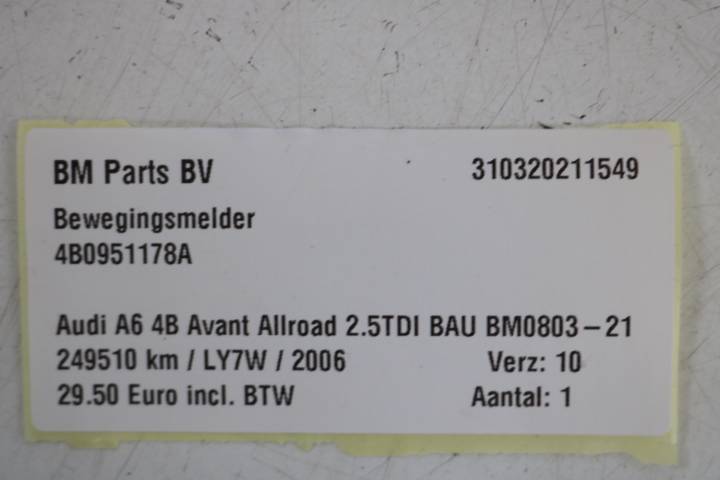 BM Parts BV 310320211549
Bewegingsmelder
4B0951178A
Audi A6 4B Avant Allroad 2.5TDI BAU BM0803-21
249510 km / LY7W / 2006 Verz: 10
29.50 Euro incl. BTW Aantal: 1